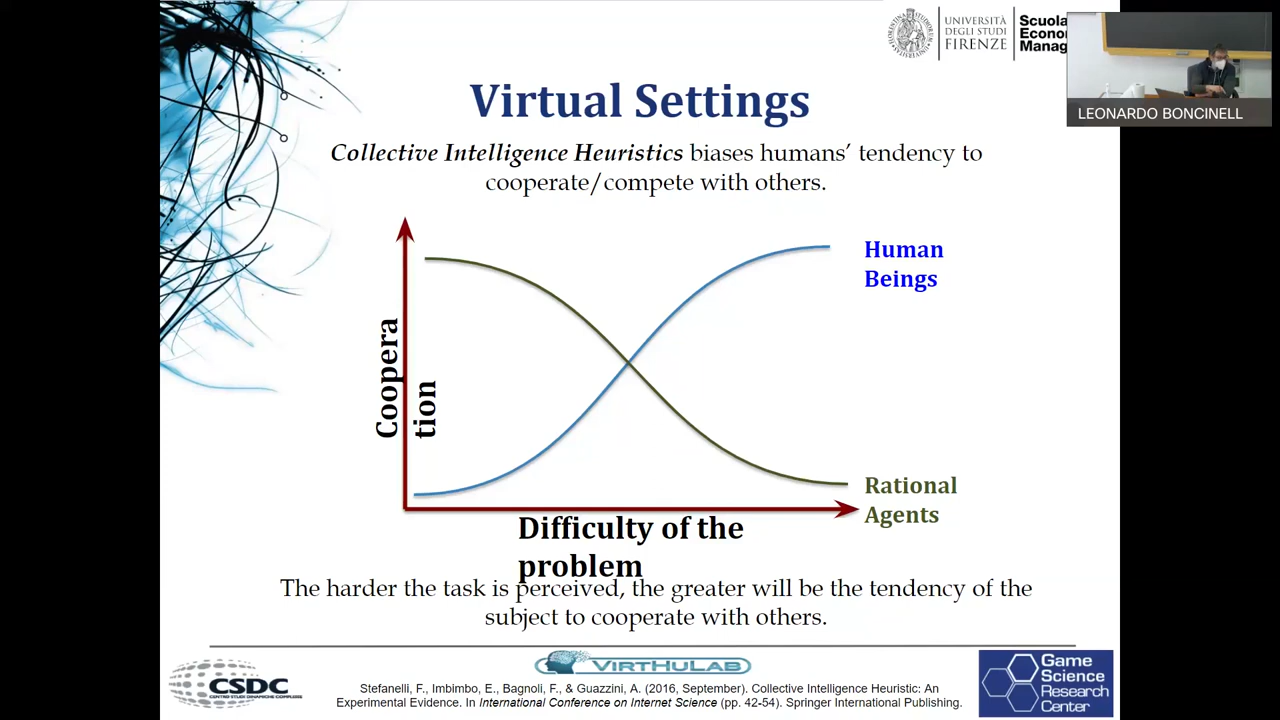 UNIVERSITÀ
DEGLI STUDI
FIRENZE
Scuola
Econo
Manag
LEONARDO BONCINELL
Virtual Settings
Collective Intelligence Heuristics biases humans’ tendency to
cooperate/compete with others.
Human
Beings
Coopera
tion
Rational
Agents
Difficulty of the
problem
The harder the task is perceived, the greater will be the tendency of the
subject to cooperate with others.
CSDC
CENTRO STUDI DINAMICHE COMPLESSE
VIRTHULAB
Stefanelli, F., Imbimbo, E., Bagnoli, F., & Guazzini, A. (2016, September). Collective Intelligence Heuristic: An
Experimental Evidence. In International Conference on Internet Science (pp. 42-54). Springer International Publishing.
Game
Science
Research
Center